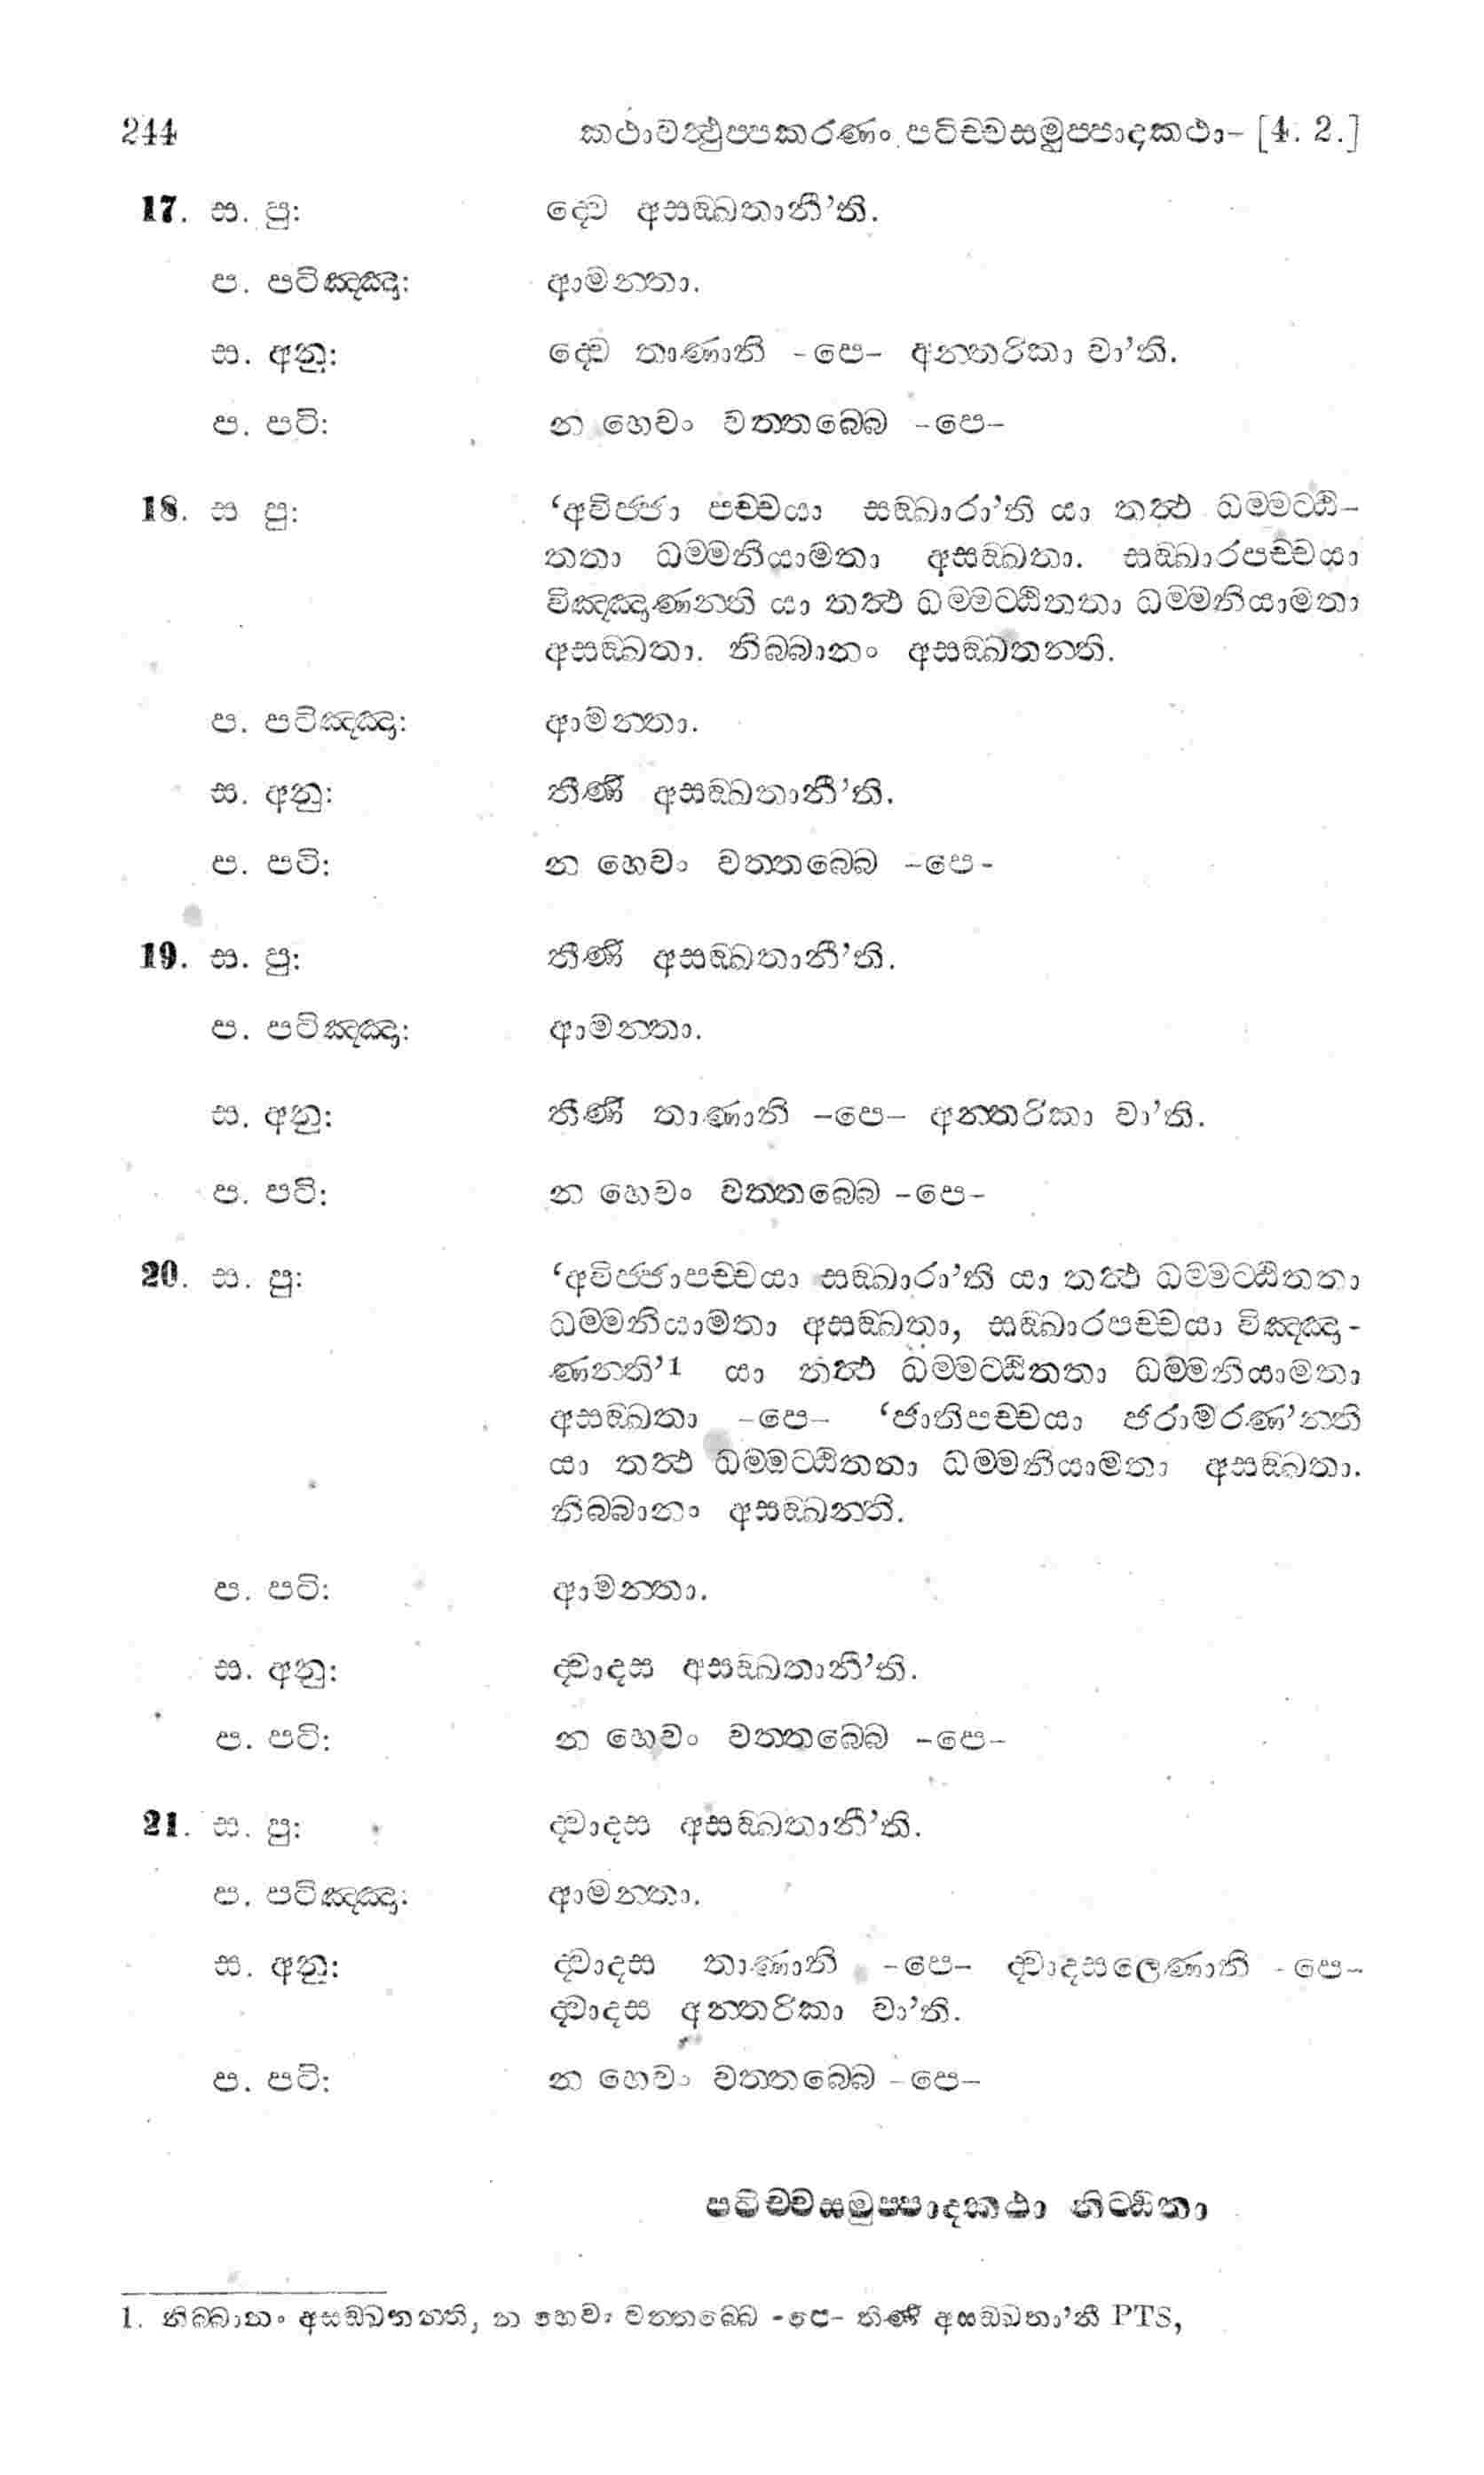 244 කථාවත්‍ථුප්පකරණං පටිච්චසමුප්පාදකථා– [4. 2.]
17. ස. පු: ද්‍වෙ අසඞ්ඛතානී’ති.
ප. පටිඤ්ඤා: ආමන්තා.
ස. අනු: ද්‍වෙ තාණානි -පෙ- අන්තරිකා වා’ති.
ප. පටි: න හෙවං වත්තබ්බෙ -පෙ-
18. ස පු: ‘අවිජ්ජා පච්චයා සඞ්ඛාරා’ති යා තත්‍ථ ධම්මට්ඨි-
තතා ධම්මනියාමතා අසඞ්ඛතා. සඞ්ඛාරපච්චයා
විඤ්ඤාණන්ති යා තත්‍ථ ධම්මට්ඨිතතා ධම්මනියාමතා
අසඞ්ඛතා. නිබ්බානං අසඞ්ඛතන්ති.
ප. පටිඤ්ඤා: ආමන්තා.
ස. අනු: තීණි අසඞ්ඛතානී’ති.
ප. පටි: න හෙවං වත්තබ්බෙ -පෙ-
19. ස. පු: තීණි අසඞ්ඛතානී’ති.
ප. පටිඤ්ඤා: ආමන්තා.
ස. අනු: තීණි තාණානි -පෙ- අන්තරිකා වා’ති.
ප. පටි: න හෙවං වත්තබ්බෙ -පෙ-
20. ස. පු: ‘අවිජ්ජාපච්චයා සඞ්ඛාරා’ති යා තත්‍ථ ධම්මට්ඨිතතා
ධම්මනියාමතා අසඞ්ඛතා, සඞ්ඛාරපච්චයා විඤ්ඤා-
ණන්ති’1 යා තත්‍ථ ධම්මට්ඨිතතා ධම්මනියාමතා
අසඞ්ඛතා -පෙ- ‘ජාතිපච්චයා ජරාමරණ’න්ති
යා තත්‍ථ ධම්මට්ඨිතතා ධම්මනියාමතා අසඞ්ඛතා.
නිබ්බානං අසඞ්ඛන්ති.
ප. පටි: ආමන්තා.
ස. අනු: ද්‍වාදස අසඞ්ඛතානී’ති.
ප. පටි: න හෙවං වත්තබ්බෙ -පෙ-
21. ස. පු: ද්‍වාදස අසඞ්ඛතානී’ති.
ප. පටිඤ්ඤා: ආමන්තා.
ස. අනු: ද්‍වාදස තාණානි -පෙ- ද්‍වාදසලෙණානි -පෙ-
ද්‍වාදස අන්තරිකා වා’ති.
ප. පටි: න හෙවං වත්තබ්බෙ -පෙ-
පටිච්චසමුප්පාදකථා නිට්ඨිතා
1. නිබ්බානං අසඞ්ඛතන්ති, න හෙවං වත්තබ්බෙ -පෙ- තිණී අසඞ්ඛතා’නී PTS,